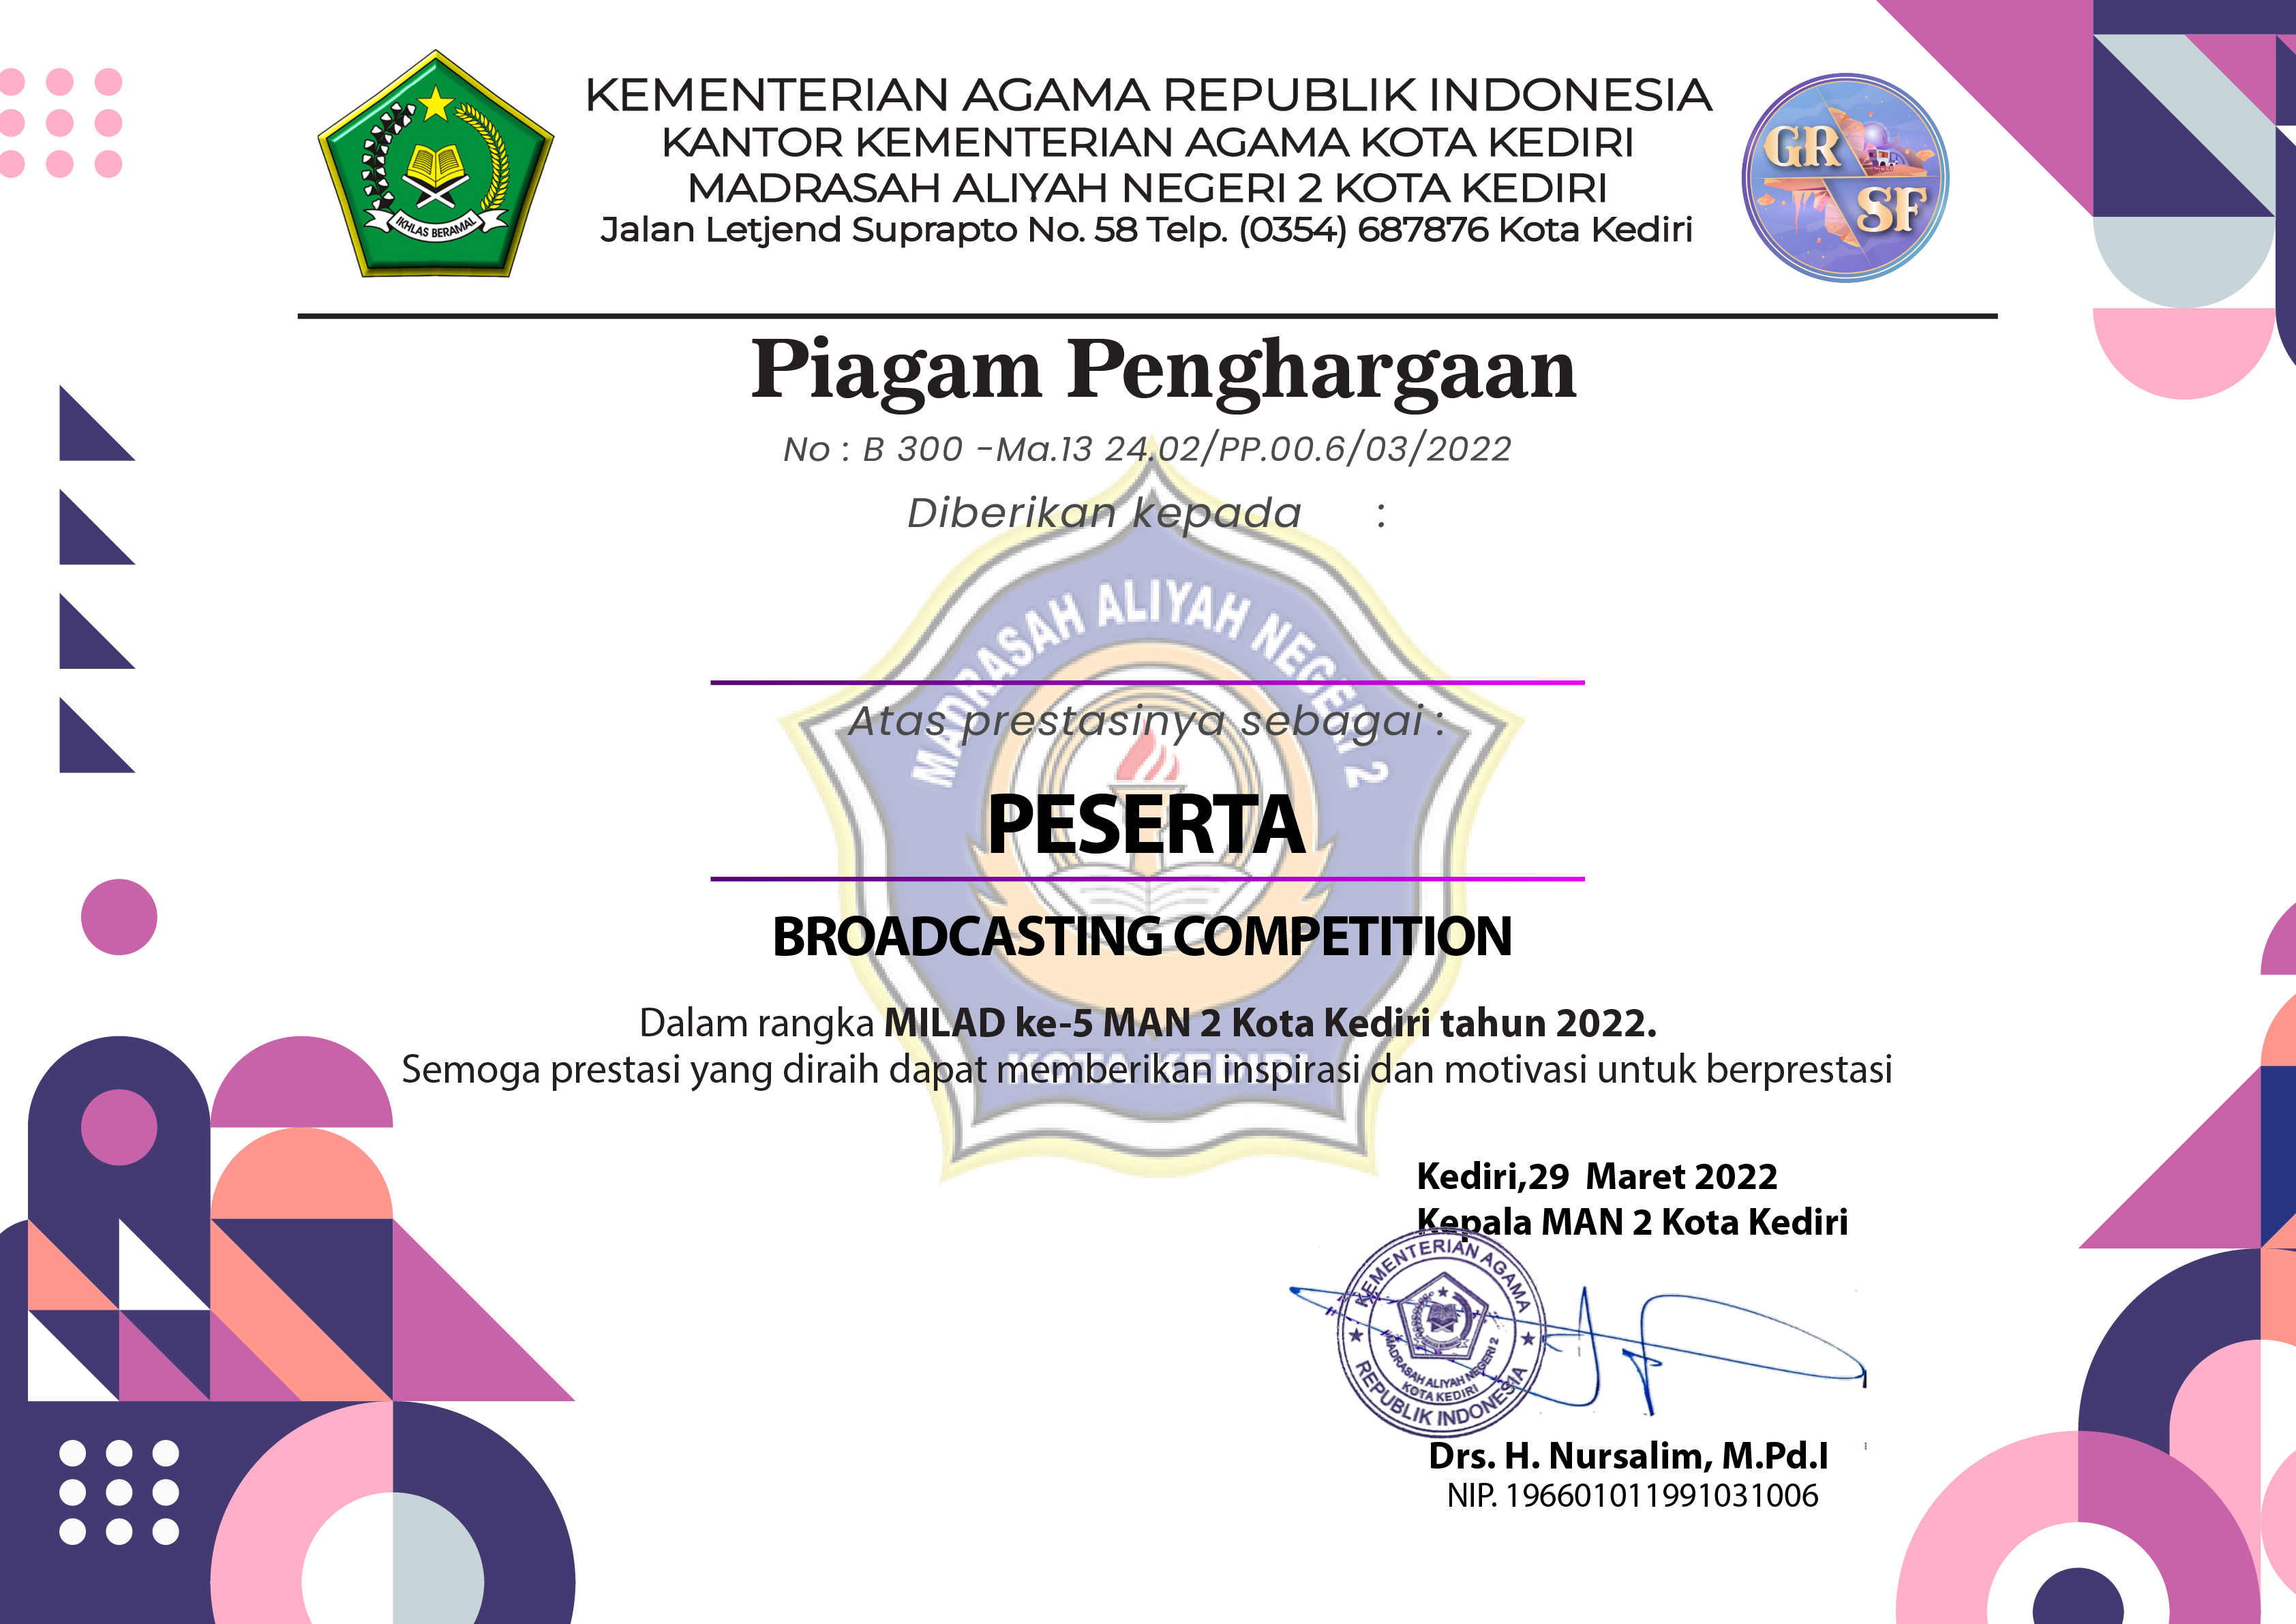 KEMENTERIAN AGAMA REPUBLIK INDONESIA
KANTOR KEMENTERIAN AGAMA KOTA KEDIRI
MADRASAH ALIYAH NEGERI 2 KOTA KEDIRI
Jalan Letjend Suprapto No. 58 Telp. (0354) 687876 Kota Kediri
IKHLAS BERAMAL
GR
SF
Piagam Penghargaan
No : B 300 -Ma.13 24.02/PP.00.6/03/2022
Diberikan kepada :
MADRASAH ALIYAH NEGERI 2
Atas prestasinya sebagai :
PESERTA
BROADCASTING COMPETITION
Dalam rangka MILAD ke-5 MAN 2 Kota Kediri tahun 2022.
KOTA KEDIRI
Semoga prestasi yang diraih dapat memberikan inspirasi dan motivasi untuk berprestasi
Kediri,29 Maret 2022
Kepala MAN 2 Kota Kediri
KEMENTERIAN AGAMA
MADRASAH ALIYAH NEGERI 2
KOTA KEDIRI
REPUBLIK INDONESIA
Drs. H. Nursalim, M.Pd.I
NIP. 196601011991031006